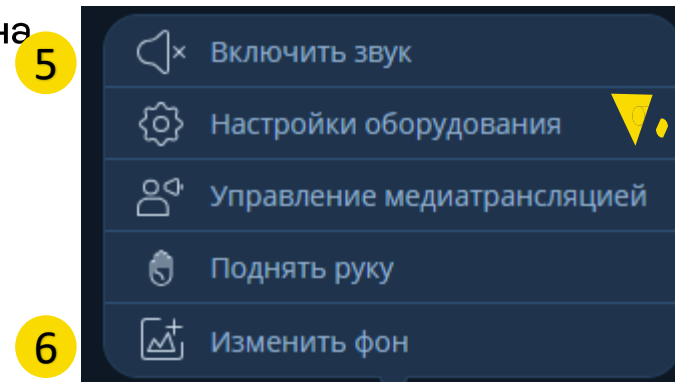 на
5 Включить звук
Настройки оборудования
Управление медиатрансляцией
Поднять руку
6 Изменить фон